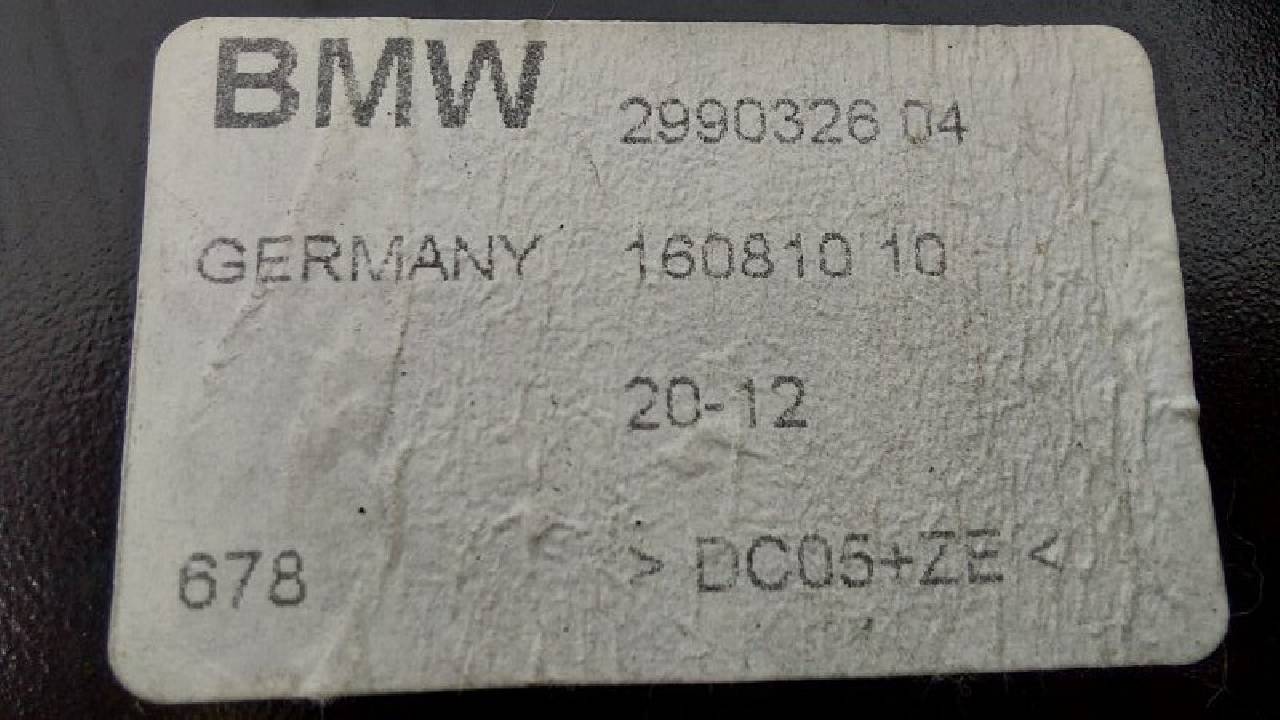 BMW 2990326 04
GERMANY 160810 10
20-12
678 > DC05+ZE <